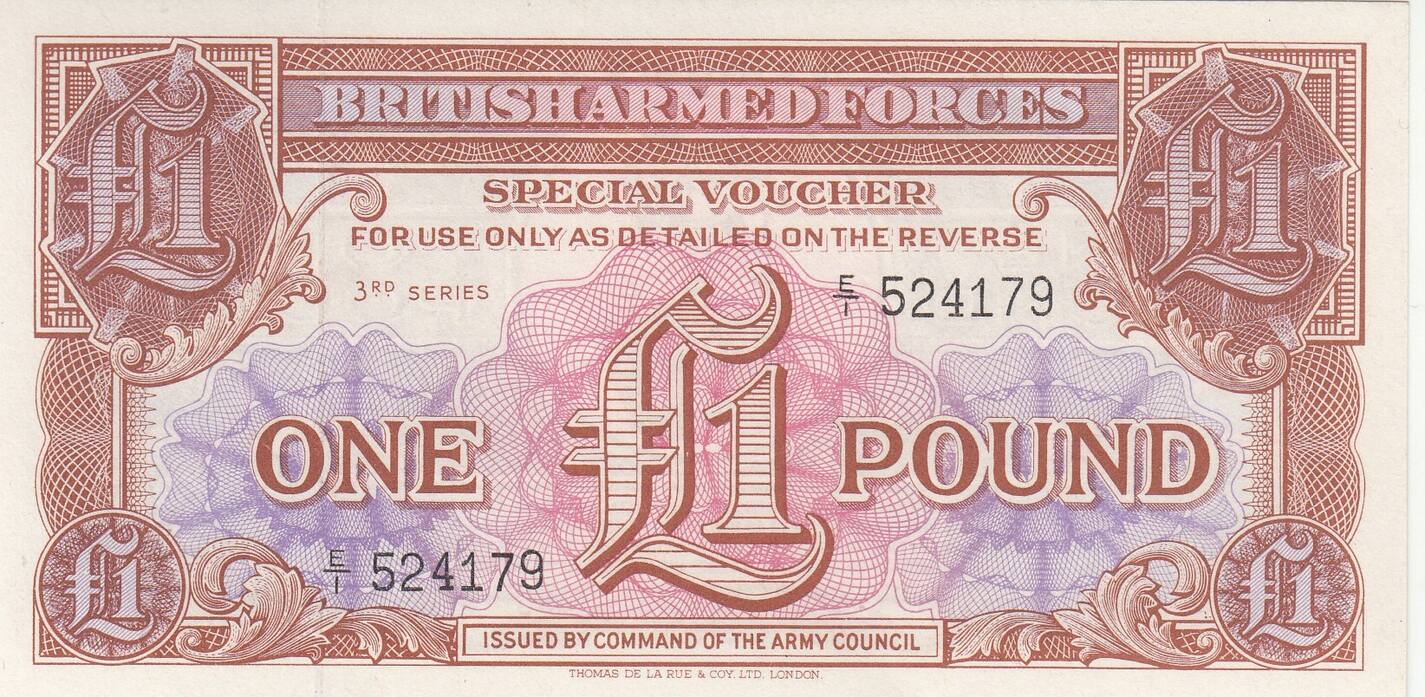 £1
£1
BRITISH ARMED FORCES
SPECIAL VOUCHER
FOR USE ONLY AS DETAILED ON THE REVERSE
3RD SERIES
E/1 524179
ONE £1 POUND
E/1 524179
£1
£1
ISSUED BY COMMAND OF THE ARMY COUNCIL
THOMAS DE LA RUE & COY. LTD. LONDON.